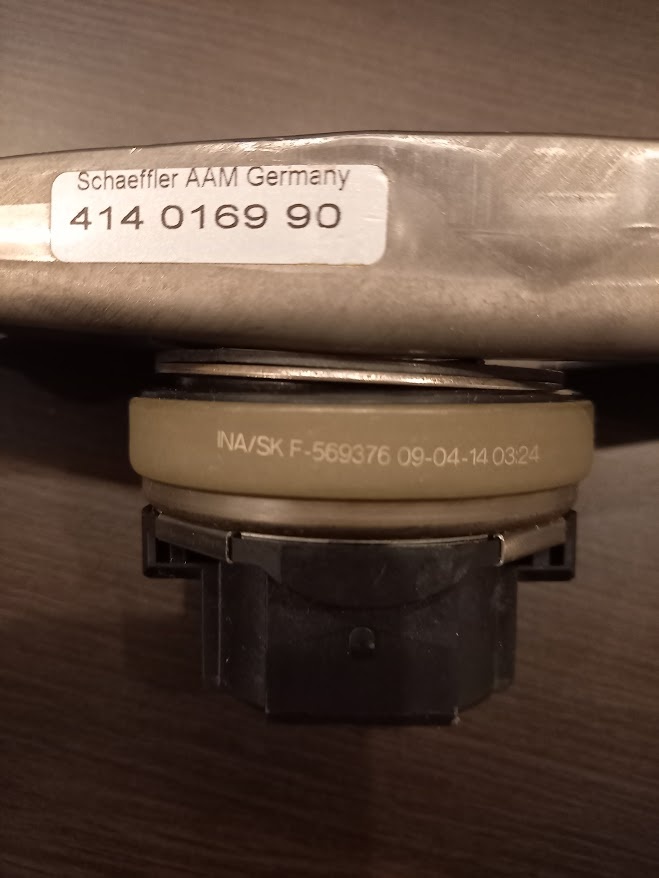 Schaeffler AAM Germany
414 0169 90
INA/SK F-569376 09-04-14 03:24